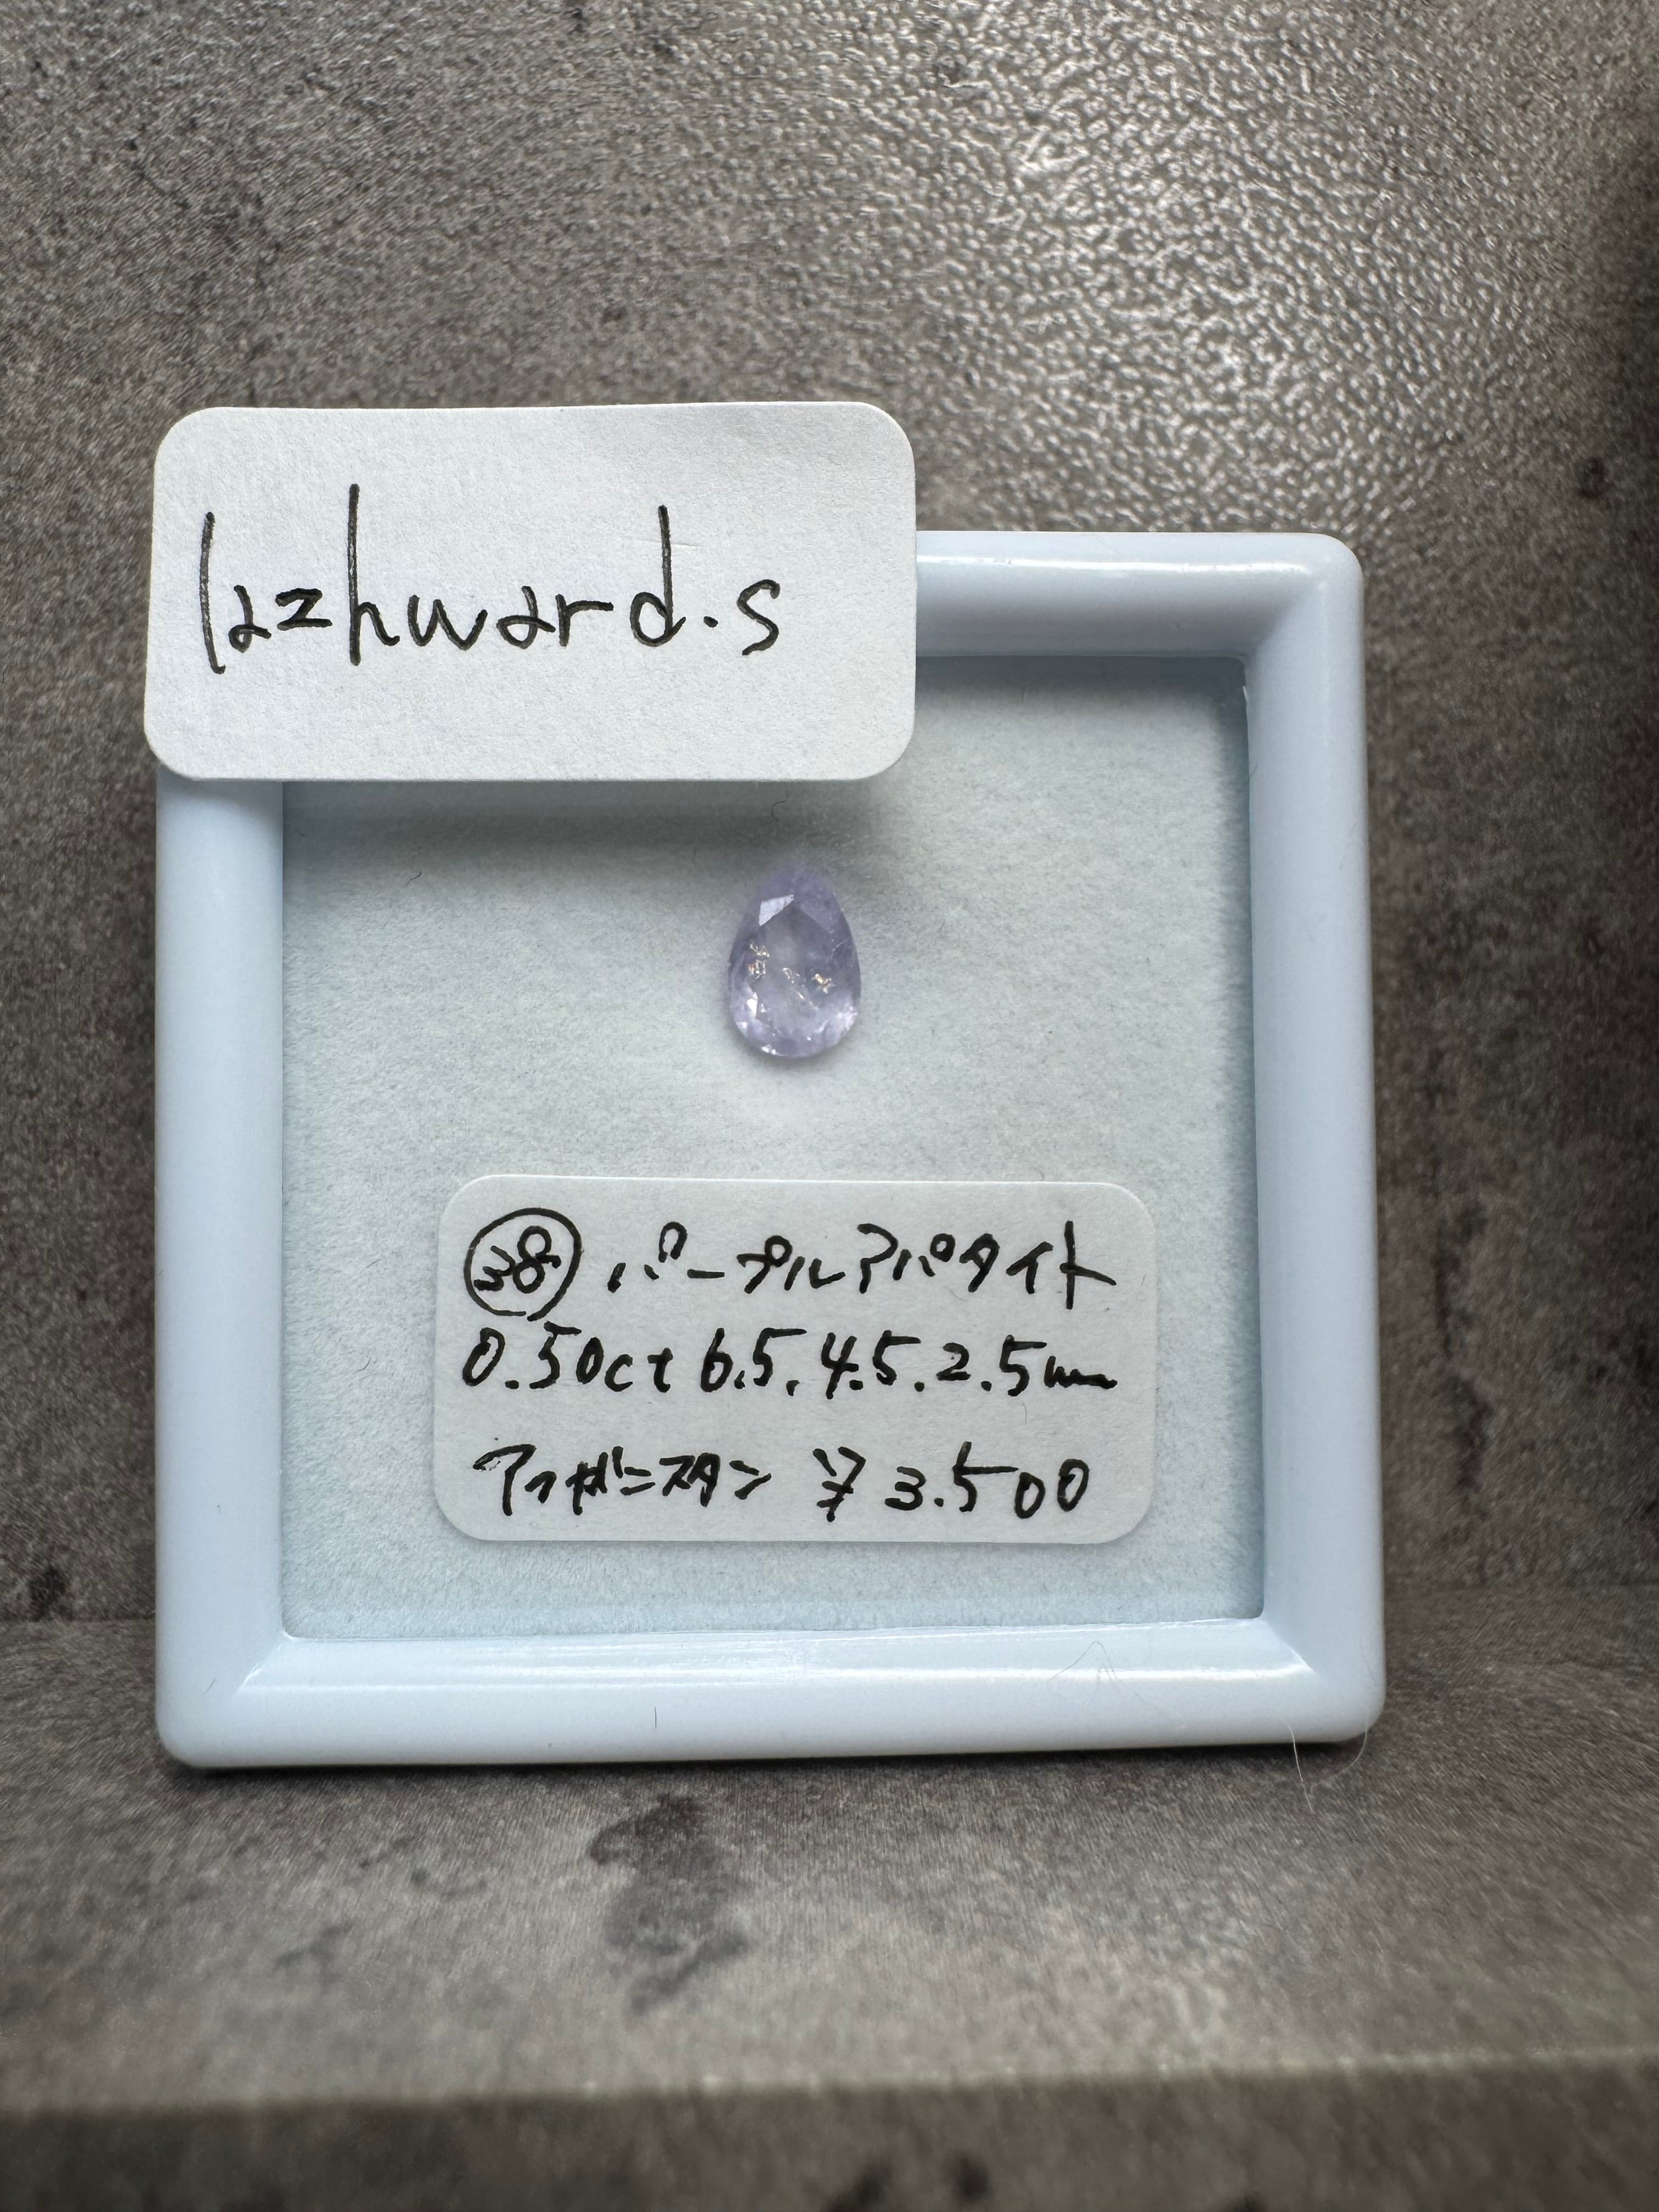 lazhward.s
㊳ パープルアパタイト
0.50ct 6.5.4.5.2.5mm
アフガニスタン ¥3.500